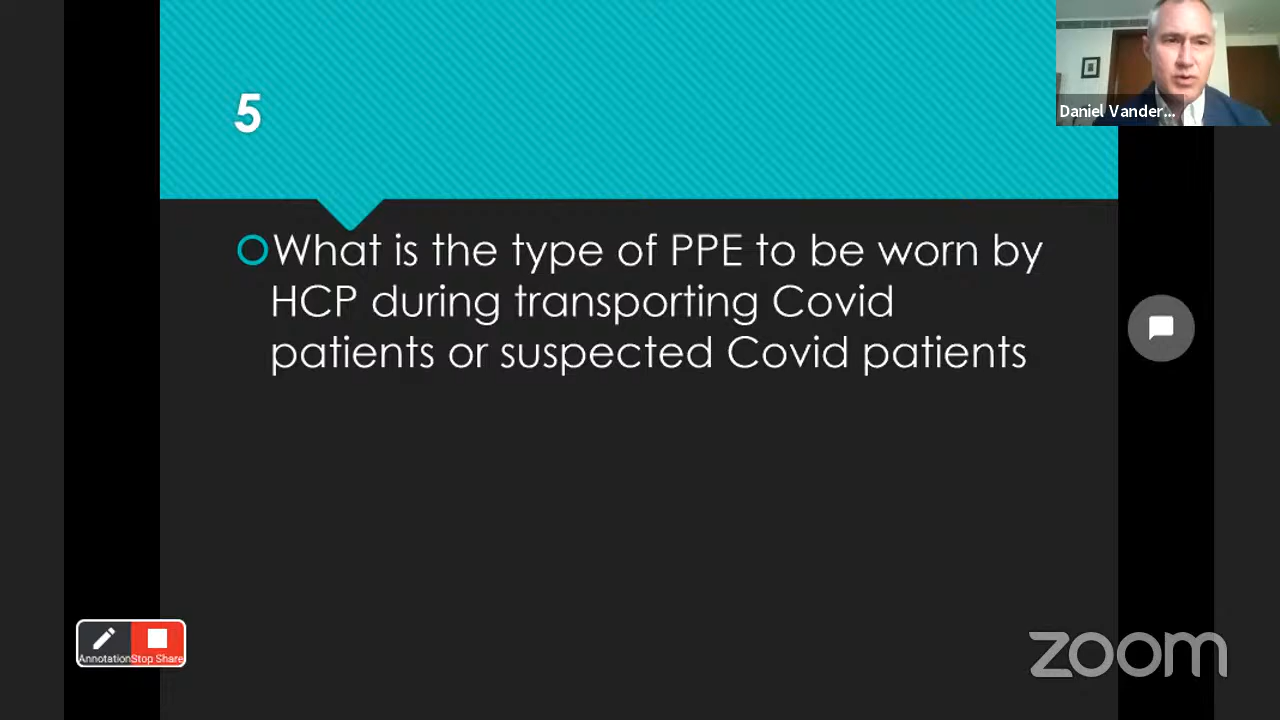 5
What is the type of PPE to be worn by
HCP during transporting Covid
patients or suspected Covid patients
Daniel Vander...
Annotation Stop Share
zoom